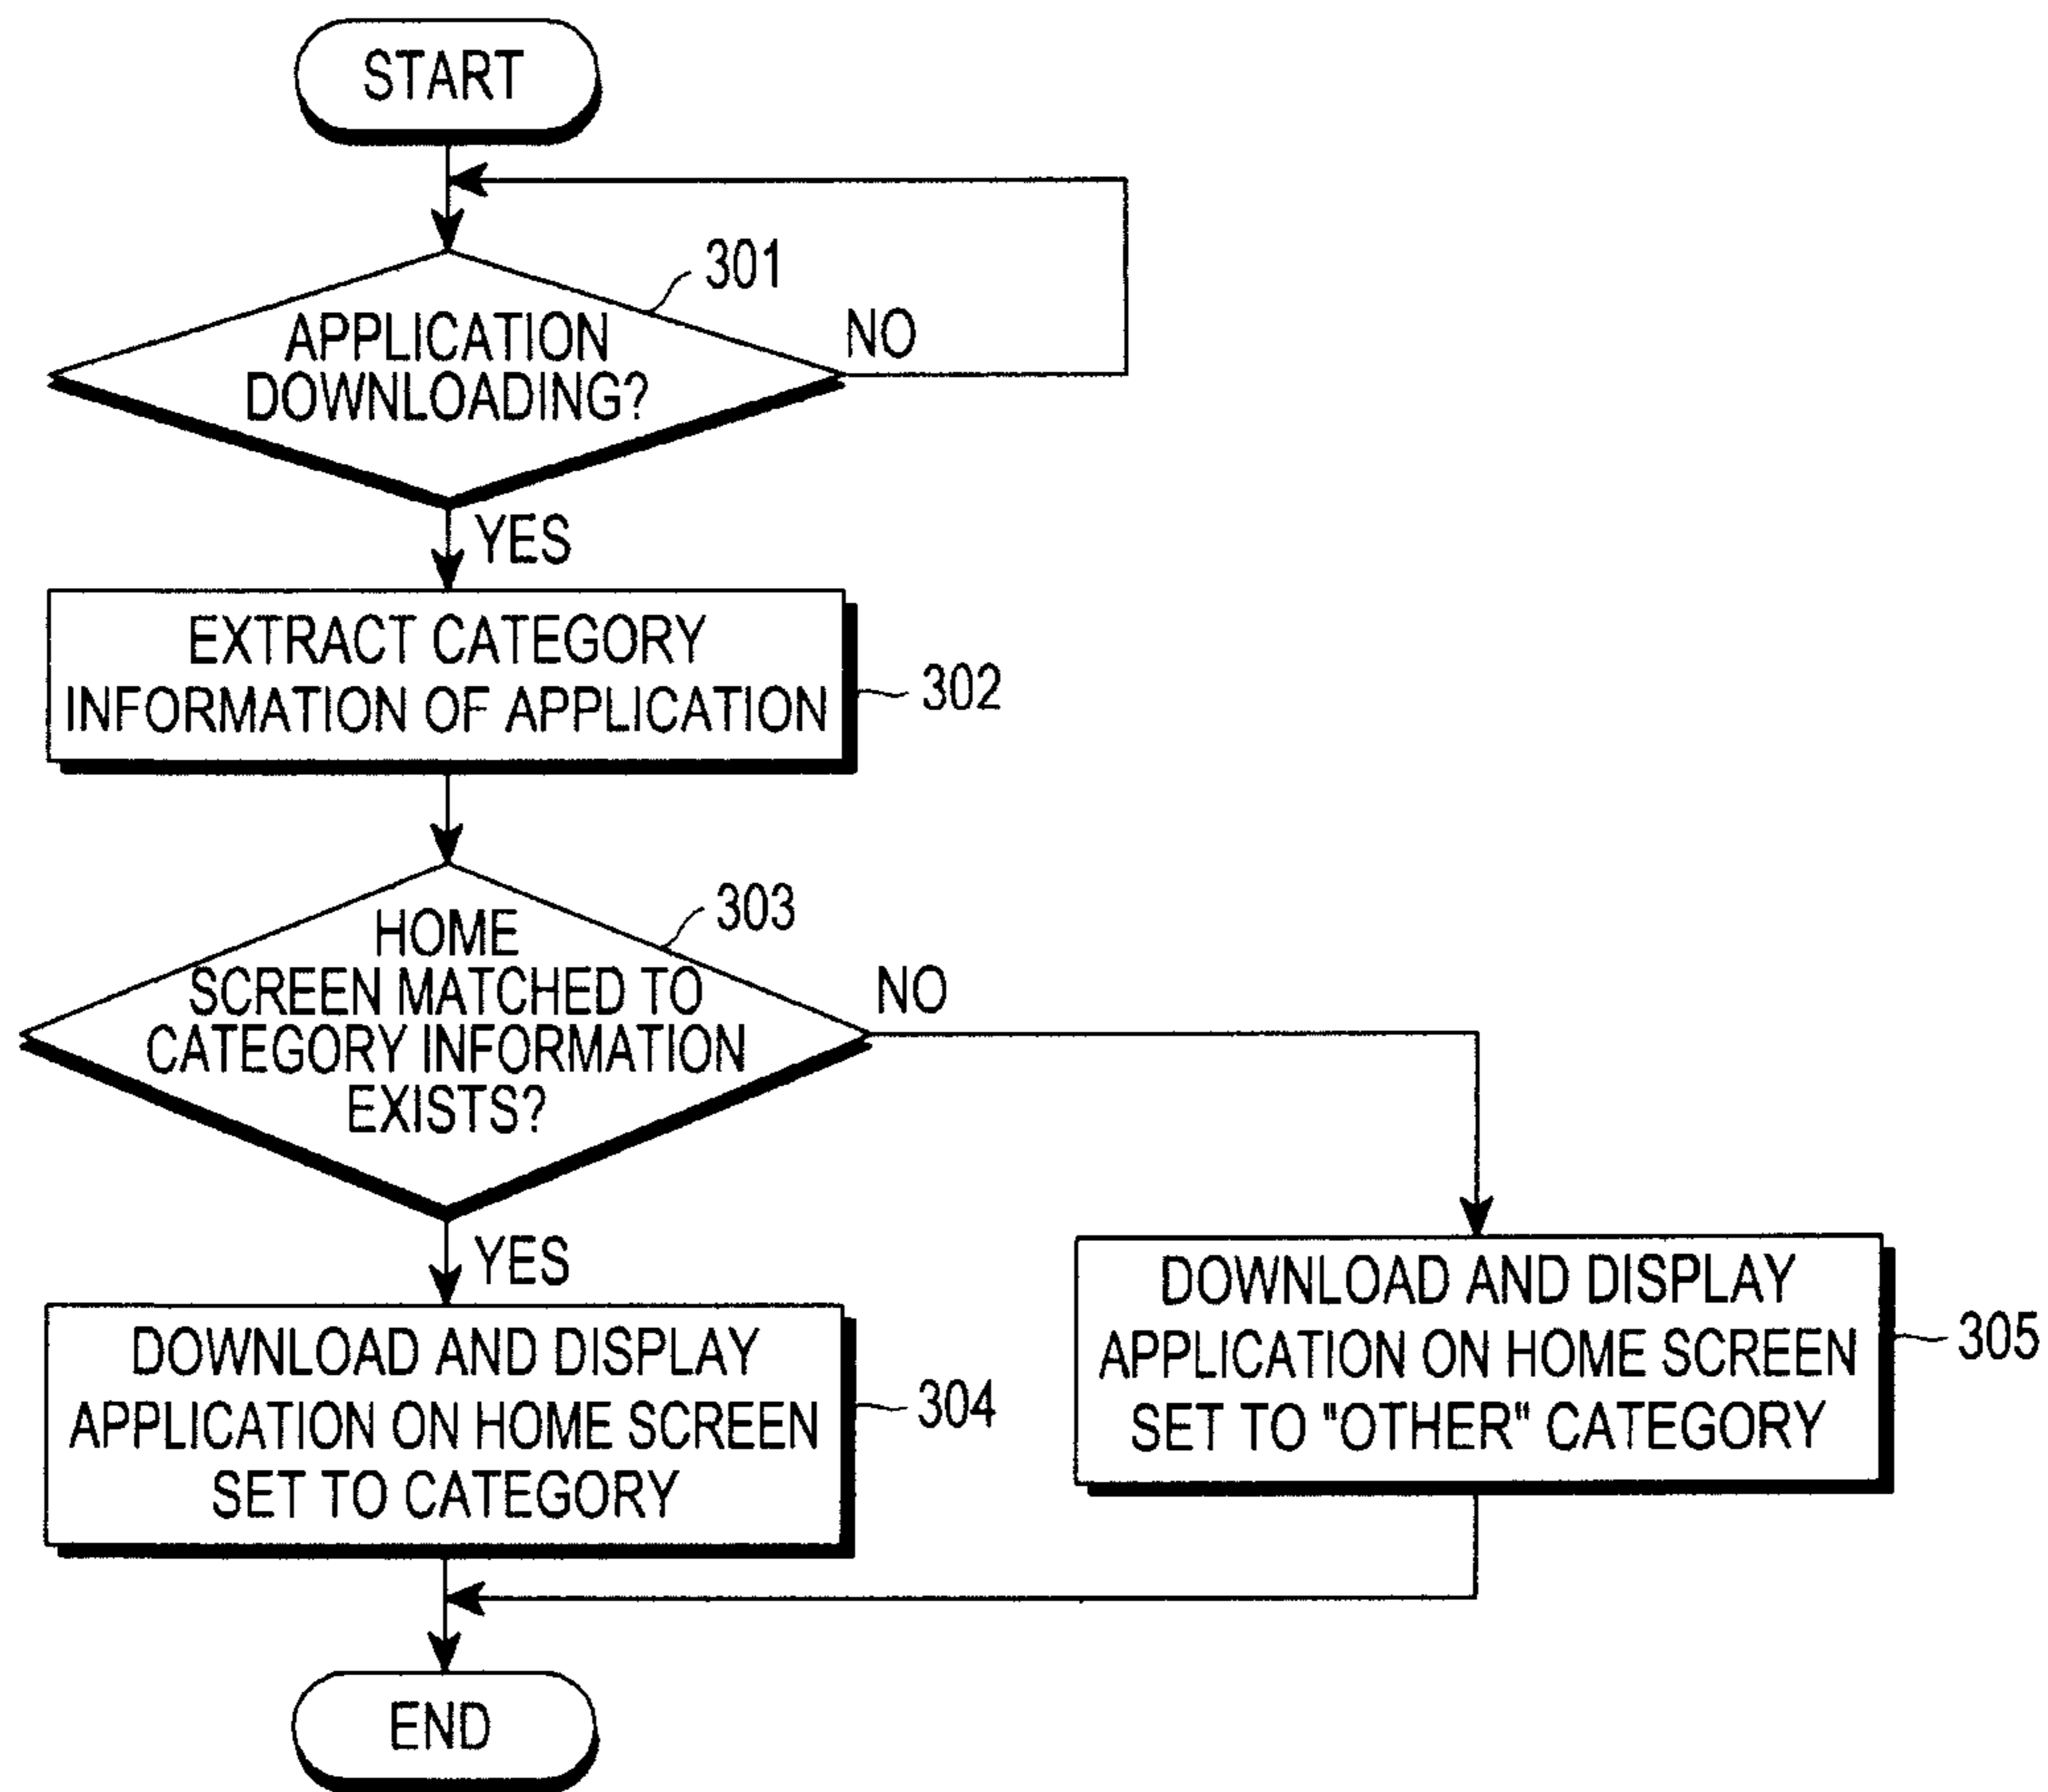 START
301
APPLICATION
DOWNLOADING?
NO
YES
EXTRACT CATEGORY
INFORMATION OF APPLICATION
302
303
HOME
SCREEN MATCHED TO
CATEGORY INFORMATION
EXISTS?
NO
YES
DOWNLOAD AND DISPLAY
APPLICATION ON HOME SCREEN
SET TO CATEGORY
304
DOWNLOAD AND DISPLAY
APPLICATION ON HOME SCREEN
SET TO "OTHER" CATEGORY
305
END